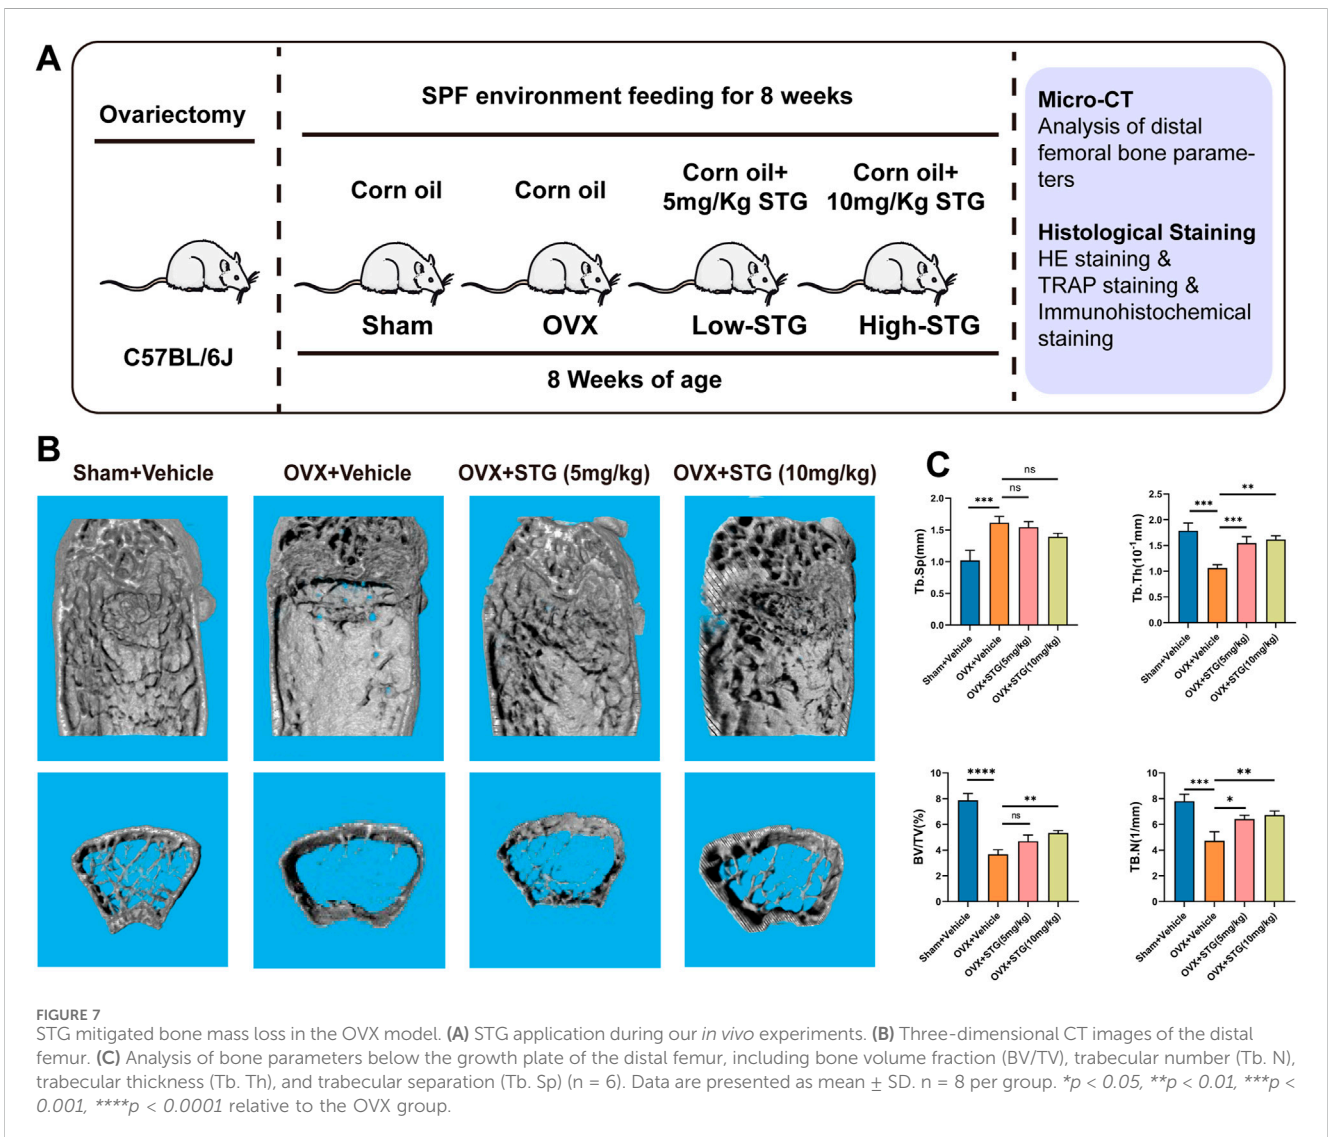 A
Ovariectomy
C57BL/6J
SPF environment feeding for 8 weeks
Corn oil
Corn oil
Corn oil+
5mg/Kg STG
Corn oil+
10mg/Kg STG
Sham
OVX
Low-STG
High-STG
8 Weeks of age
Micro-CT
Analysis of distal
femoral bone parame-
ters
Histological Staining
HE staining &
TRAP staining &
Immunohistochemical
staining
B
Sham+Vehicle
OVX+Vehicle
OVX+STG (5mg/kg)
OVX+STG (10mg/kg)
C
Tb.Sp(mm)
2.0
1.5
1.0
0.5
0.0
***
ns
ns
Sham+Vehicle
OVX+Vehicle
OVX+STG(5mg/kg)
OVX+STG(10mg/kg)
Tb.Th(10⁻¹mm)
2.5
2.0
1.5
1.0
0.5
0.0
***
***
**
Sham+Vehicle
OVX+Vehicle
OVX+STG(5mg/kg)
OVX+STG(10mg/kg)
BV/TV(%)
10
8
6
4
2
0
****
ns
**
Sham+Vehicle
OVX+Vehicle
OVX+STG(5mg/kg)
OVX+STG(10mg/kg)
TB.N(1/mm)
10
8
6
4
2
0
***
*
**
Sham+Vehicle
OVX+Vehicle
OVX+STG(5mg/kg)
OVX+STG(10mg/kg)
FIGURE 7
STG mitigated bone mass loss in the OVX model. (A) STG application during our in vivo experiments. (B) Three-dimensional CT images of the distal
femur. (C) Analysis of bone parameters below the growth plate of the distal femur, including bone volume fraction (BV/TV), trabecular number (Tb. N),
trabecular thickness (Tb. Th), and trabecular separation (Tb. Sp) (n = 6). Data are presented as mean ± SD. n = 8 per group. *p < 0.05, **p < 0.01, ***p <
0.001, ****p < 0.0001 relative to the OVX group.